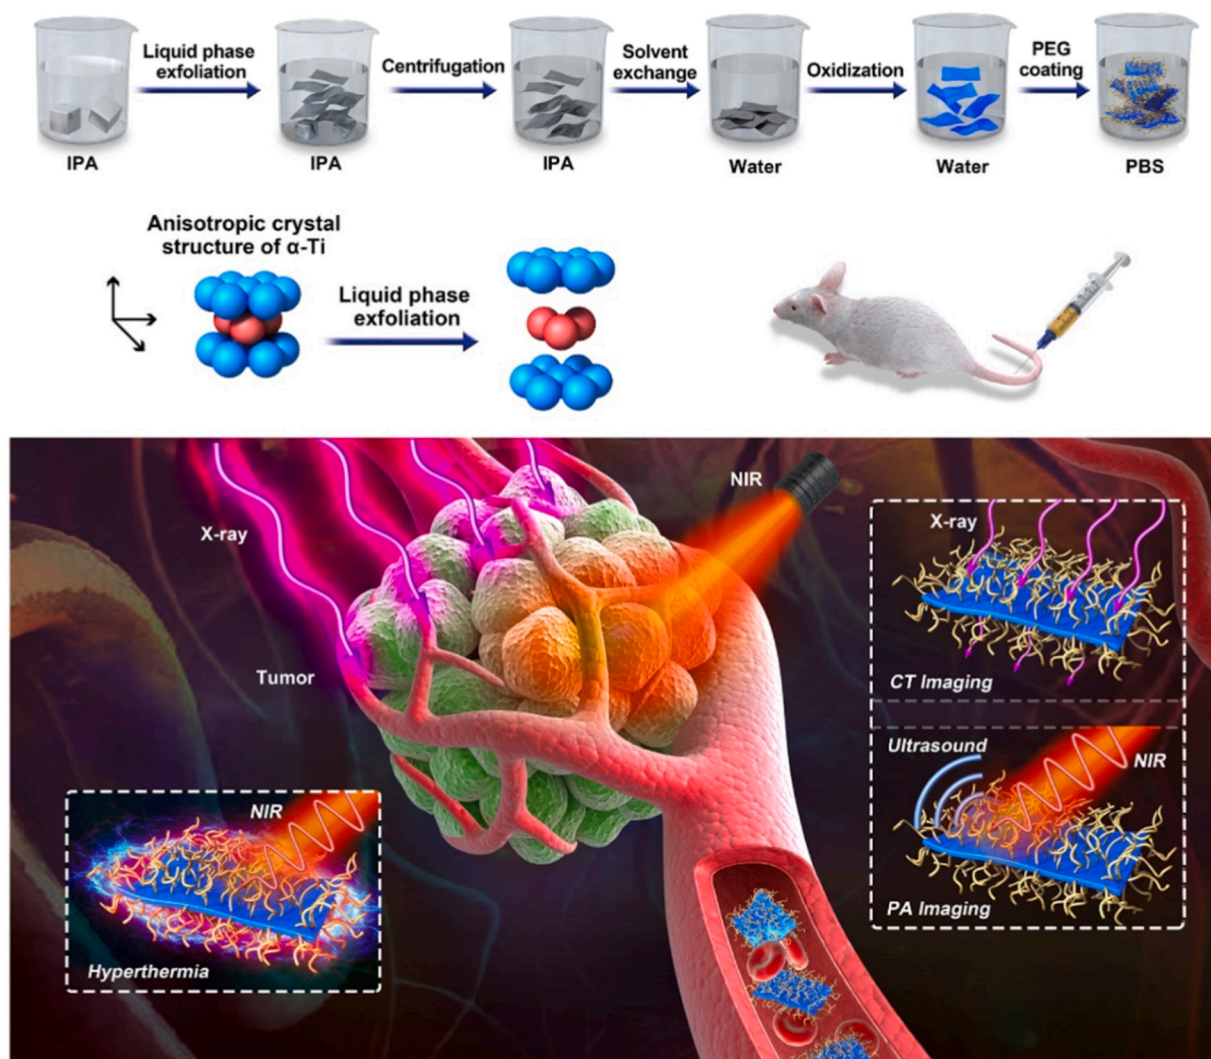 Liquid phase
exfoliation
Centrifugation
Solvent
exchange
Oxidization
PEG
coating
IPA
IPA
IPA
Water
Water
PBS
Anisotropic crystal
structure of α-Ti
Liquid phase
exfoliation
NIR
X-ray
X-ray
Tumor
CT Imaging
Ultrasound
NIR
NIR
PA Imaging
Hyperthermia